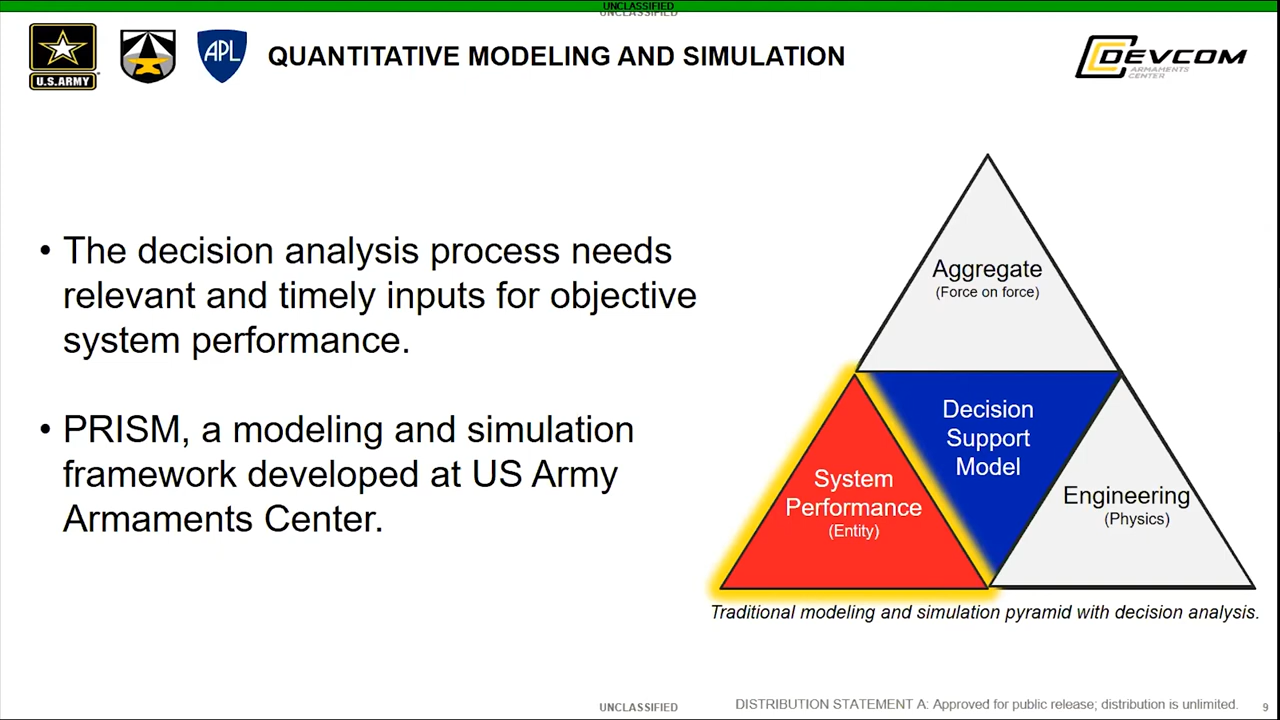 UNCLASSIFIED
UNCLASSIFIED
U.S.ARMY
APL
QUANTITATIVE MODELING AND SIMULATION
DEVCOM
ARMAMENTS
CENTER
• The decision analysis process needs
relevant and timely inputs for objective
system performance.
• PRISM, a modeling and simulation
framework developed at US Army
Armaments Center.
Aggregate
(Force on force)
Decision
Support
Model
System
Performance
(Entity)
Engineering
(Physics)
Traditional modeling and simulation pyramid with decision analysis.
UNCLASSIFIED
DISTRIBUTION STATEMENT A: Approved for public release; distribution is unlimited.
9